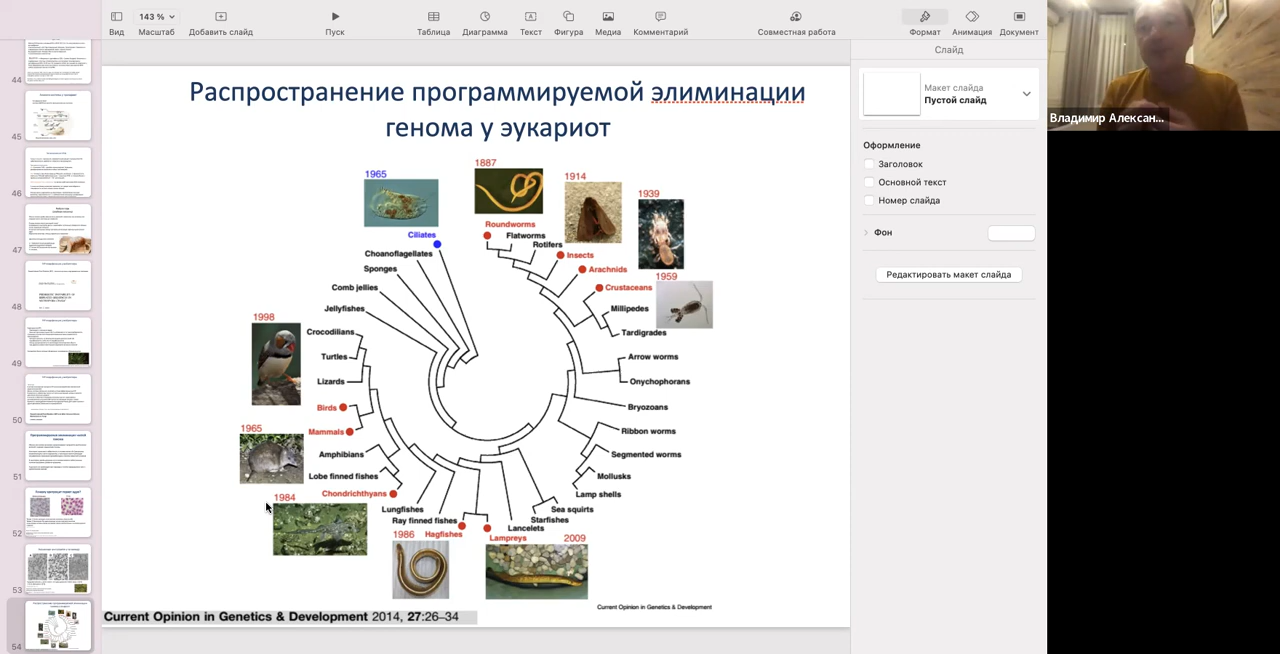 143 %
Вид
Масштаб
Добавить слайд
Пуск
Таблица
Диаграмма
Текст
Фигура
Медиа
Комментарий
Совместная работа
Формат
Анимация
Документ
Слайд
44
45
46
47
48
49
50
51
52
53
54
Распространение программируемой элиминации
генома у эукариот
1965
1887
1914
1939
1959
Ciliates
Choanoflagellates
Sponges
Comb jellies
Jellyfishes
1998
Crocodilians
Turtles
Lizards
Birds
Mammals
1965
Amphibians
Lobe finned fishes
Chondrichthyans
1984
Lungfishes
Ray finned fishes
Hagfishes
1986
Lampreys
2009
Lancelets
Starfishes
Sea squirts
Lamp shells
Mollusks
Segmented worms
Ribbon worms
Bryozoans
Onychophorans
Arrow worms
Tardigrades
Millipedes
Crustaceans
Arachnids
Insects
Rotifers
Flatworms
Roundworms
Current Opinion in Genetics & Development
Current Opinion in Genetics & Development 2014, 27:26–34
Макет слайда
Пустой слайд
Оформление
Заголовок
Основной текст
Номер слайда
Фон
Редактировать макет слайда
Владимир Алексан...